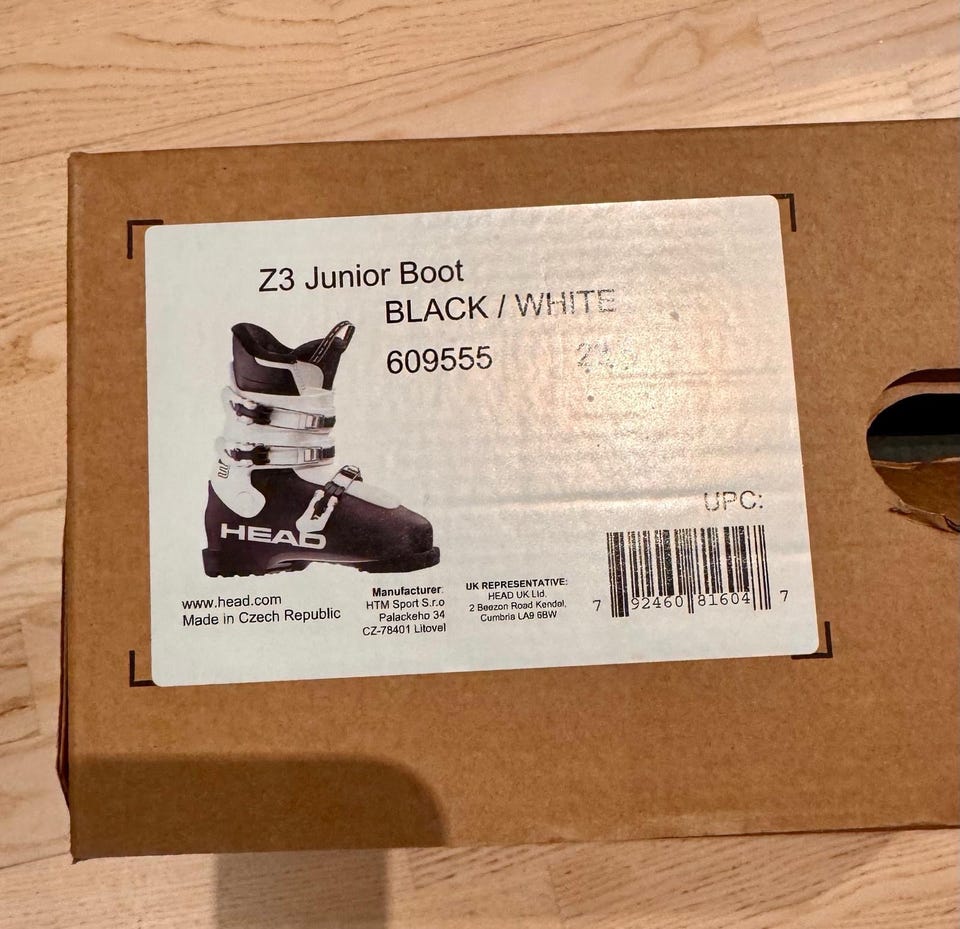 Z3 Junior Boot
BLACK / WHITE
609555
HEAD
www.head.com
Made in Czech Republic
Manufacturer:
HTM Sport S.r.o
Palackeho 34
CZ-78401 Litovel
UK REPRESENTATIVE:
HEAD UK Ltd.
2 Beezon Road Kendal,
Cumbria LA9 6BW
UPC:
7 92460 81604 7